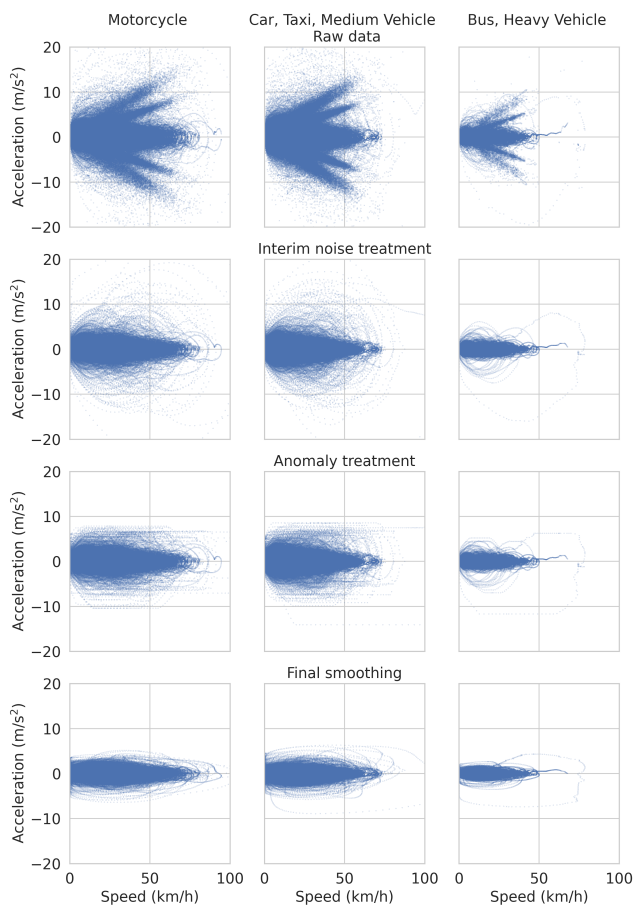 Motorcycle
Car, Taxi, Medium Vehicle
Bus, Heavy Vehicle
Raw data
20
10
0
−10
−20
Acceleration (m/s²)
Interim noise treatment
20
10
0
−10
−20
Acceleration (m/s²)
Anomaly treatment
20
10
0
−10
−20
Acceleration (m/s²)
Final smoothing
20
10
0
−10
−20
Acceleration (m/s²)
0 50 100 0 50 100 0 50 100
Speed (km/h) Speed (km/h) Speed (km/h)